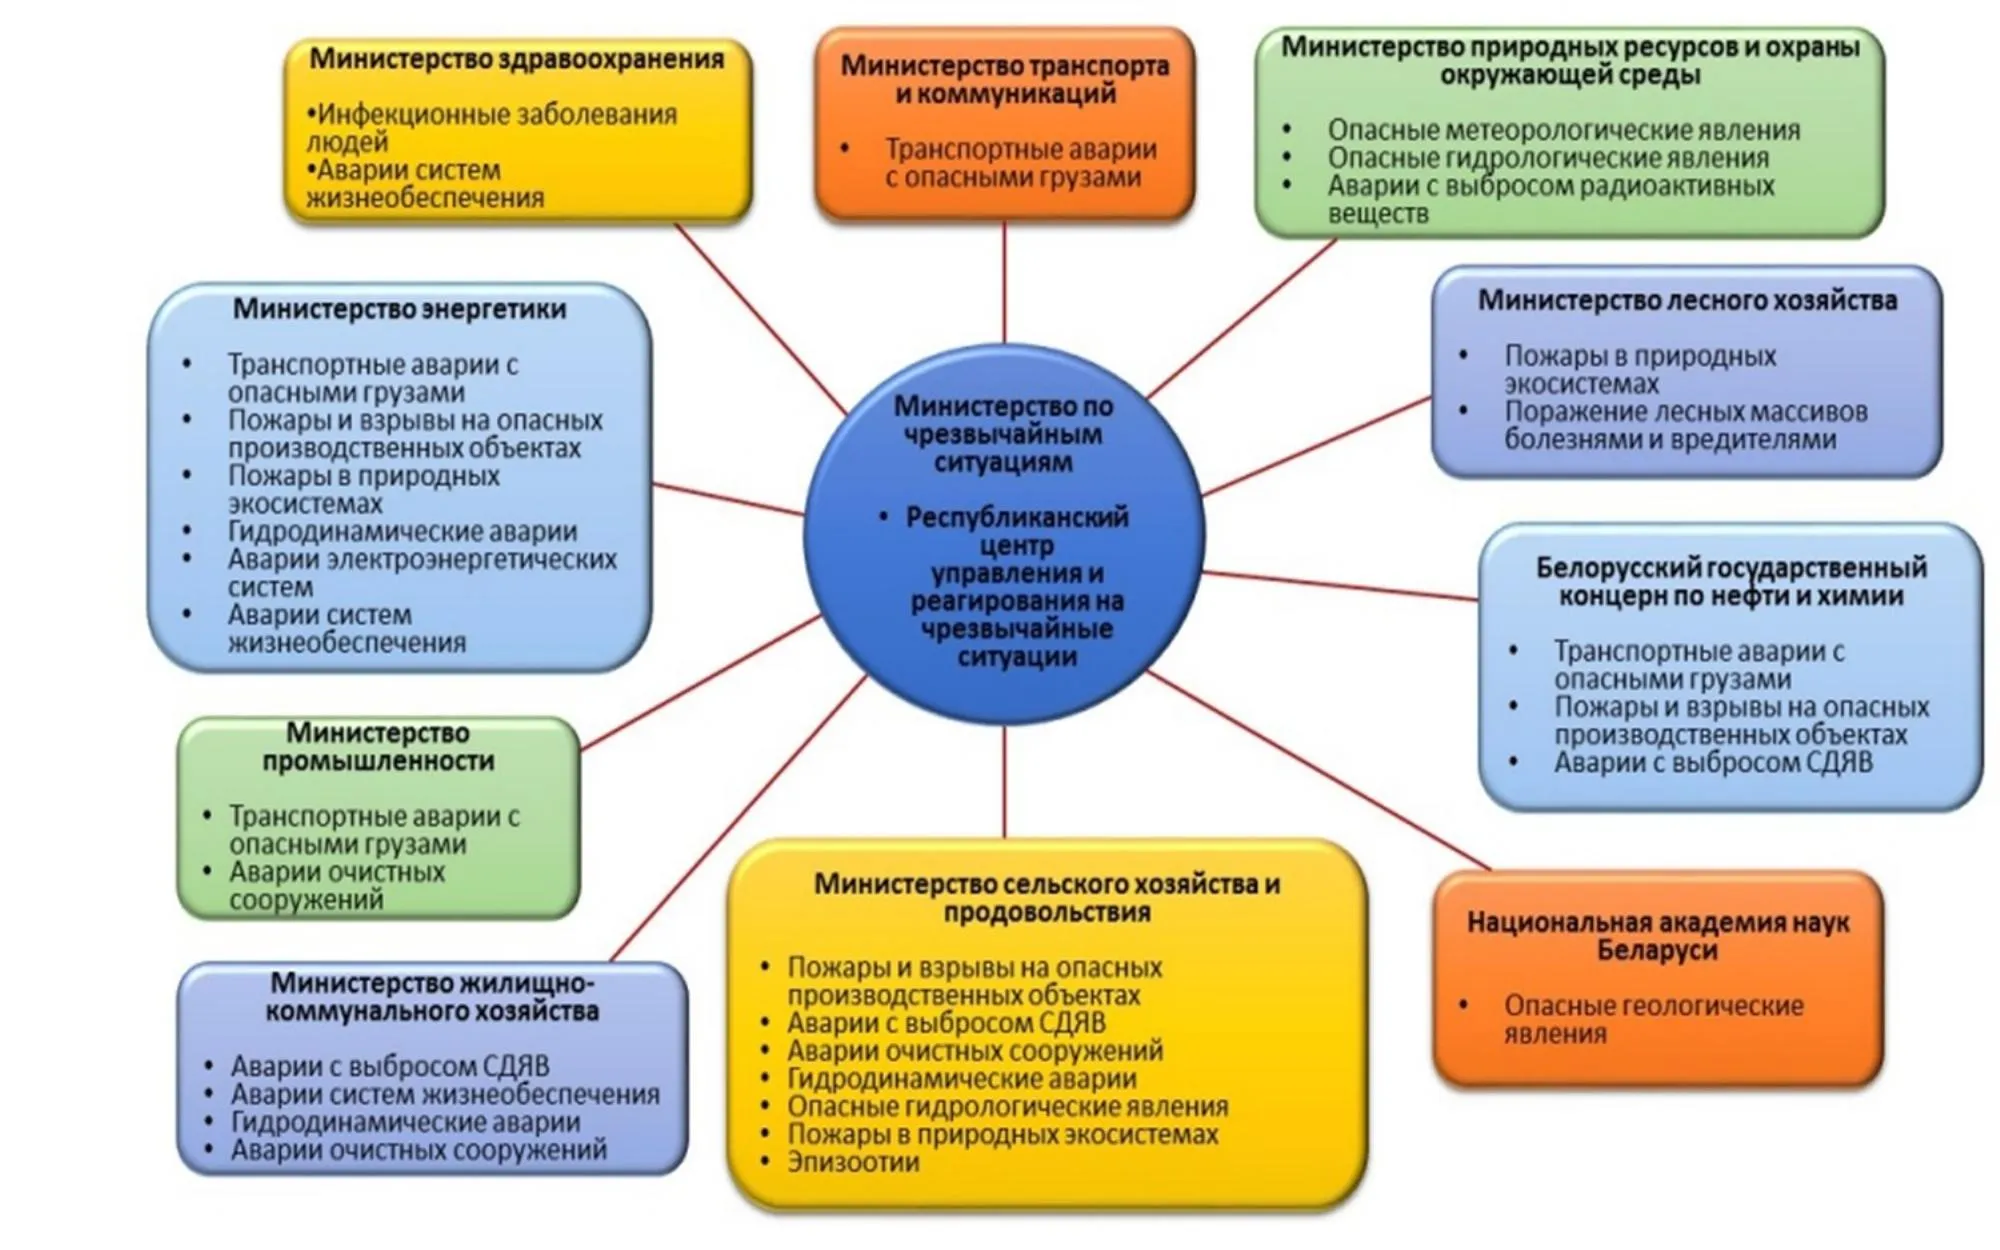 Министерство здравоохранения
•Инфекционные заболевания
людей
•Аварии систем
жизнеобеспечения
Министерство транспорта
и коммуникаций
• Транспортные аварии
с опасными грузами
Министерство природных ресурсов и охраны
окружающей среды
• Опасные метеорологические явления
• Опасные гидрологические явления
• Аварии с выбросом радиоактивных
веществ
Министерство энергетики
• Транспортные аварии с
опасными грузами
• Пожары и взрывы на опасных
производственных объектах
• Пожары в природных
экосистемах
• Гидродинамические аварии
• Аварии электроэнергетических
систем
• Аварии систем
жизнеобеспечения
Министерство по
чрезвычайным
ситуациям
• Республиканский
центр
управления и
реагирования на
чрезвычайные
ситуации
Министерство лесного хозяйства
• Пожары в природных
экосистемах
• Поражение лесных массивов
болезнями и вредителями
Белорусский государственный
концерн по нефти и химии
• Транспортные аварии с
опасными грузами
• Пожары и взрывы на опасных
производственных объектах
• Аварии с выбросом СДЯВ
Министерство
промышленности
• Транспортные аварии с
опасными грузами
• Аварии очистных
сооружений
Министерство жилищно-
коммунального хозяйства
• Аварии с выбросом СДЯВ
• Аварии систем жизнеобеспечения
• Гидродинамические аварии
• Аварии очистных сооружений
Министерство сельского хозяйства и
продовольствия
• Пожары и взрывы на опасных
производственных объектах
• Аварии с выбросом СДЯВ
• Аварии очистных сооружений
• Гидродинамические аварии
• Опасные гидрологические явления
• Пожары в природных экосистемах
• Эпизоотии
Национальная академия наук
Беларуси
• Опасные геологические
явления